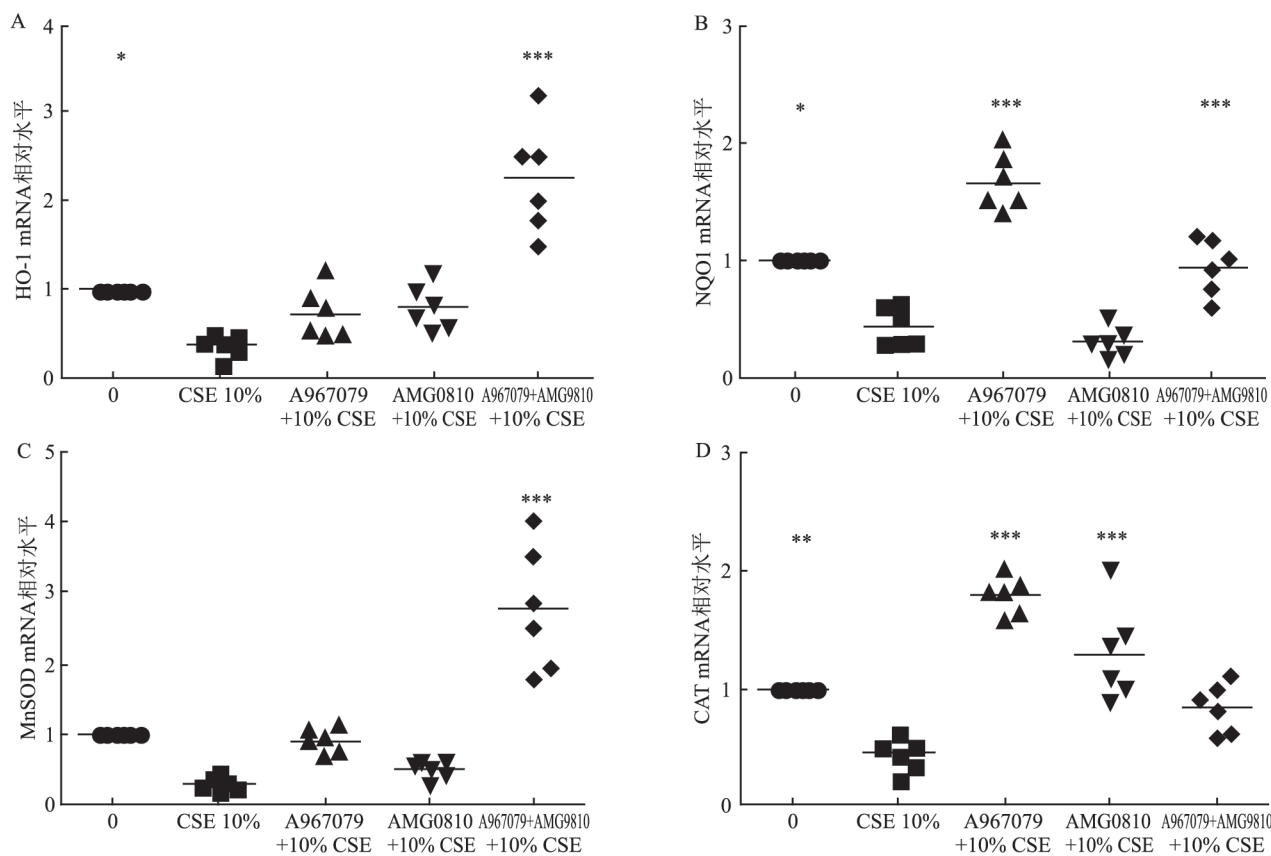 A
HO-1 mRNA相对水平
4
3
2
1
0
*
***
0
CSE 10%
A967079
+10% CSE
AMG0810
+10% CSE
A967079+AMG9810
+10% CSE
B
NQO1 mRNA相对水平
3
2
1
0
*
***
***
0
CSE 10%
A967079
+10% CSE
AMG0810
+10% CSE
A967079+AMG9810
+10% CSE
C
MnSOD mRNA相对水平
5
4
3
2
1
0
***
0
CSE 10%
A967079
+10% CSE
AMG0810
+10% CSE
A967079+AMG9810
+10% CSE
D
CAT mRNA相对水平
3
2
1
0
**
***
***
0
CSE 10%
A967079
+10% CSE
AMG0810
+10% CSE
A967079+AMG9810
+10% CSE